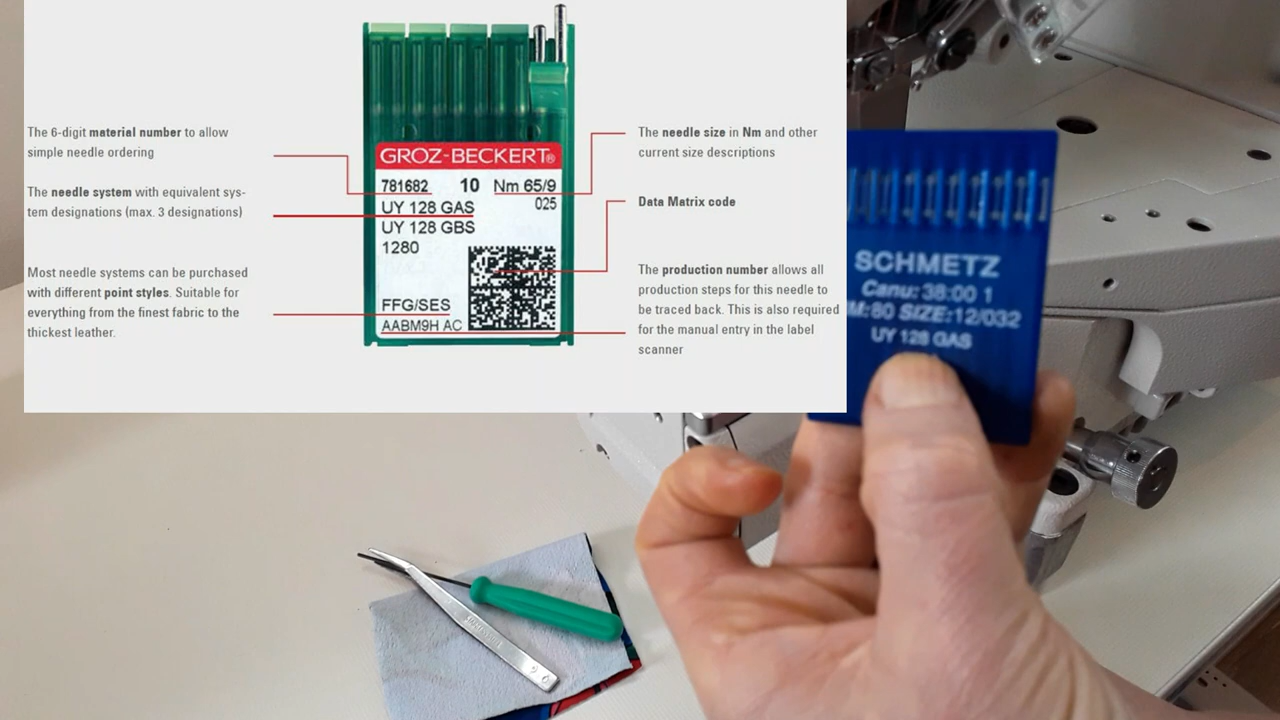 The 6-digit material number to allow
simple needle ordering
The needle system with equivalent sys-
tem designations (max. 3 designations)
Most needle systems can be purchased
with different point styles. Suitable for
everything from the finest fabric to the
thickest leather.
GROZ-BECKERT®
781682 10 Nm 65/9
025
UY 128 GAS
UY 128 GBS
1280
FFG/SES
AABM9H AC
The needle size in Nm and other
current size descriptions
Data Matrix code
The production number allows all
production steps for this needle to
be traced back. This is also required
for the manual entry in the label
scanner
SCHMETZ
Canu: 38:00 1
M:80 SIZE:12/032
UY 128 GAS